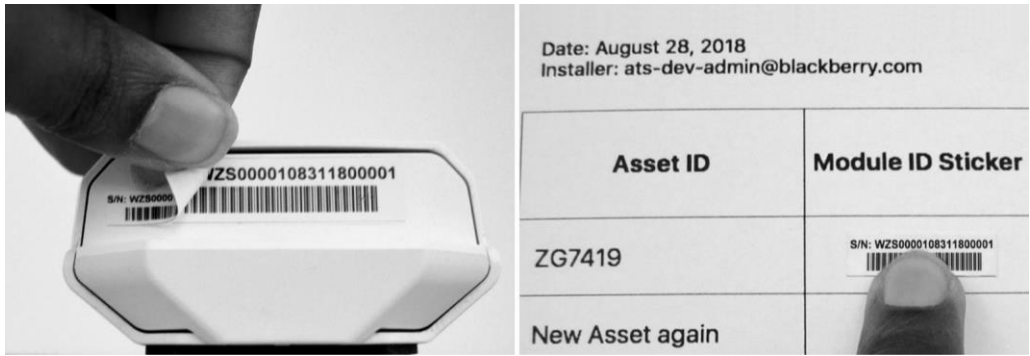 WZS0000108311800001
S/N: WZS0000
Date: August 28, 2018
Installer: ats-dev-admin@blackberry.com
Asset ID
Module ID Sticker
ZG7419
S/N: WZS0000108311800001
New Asset again